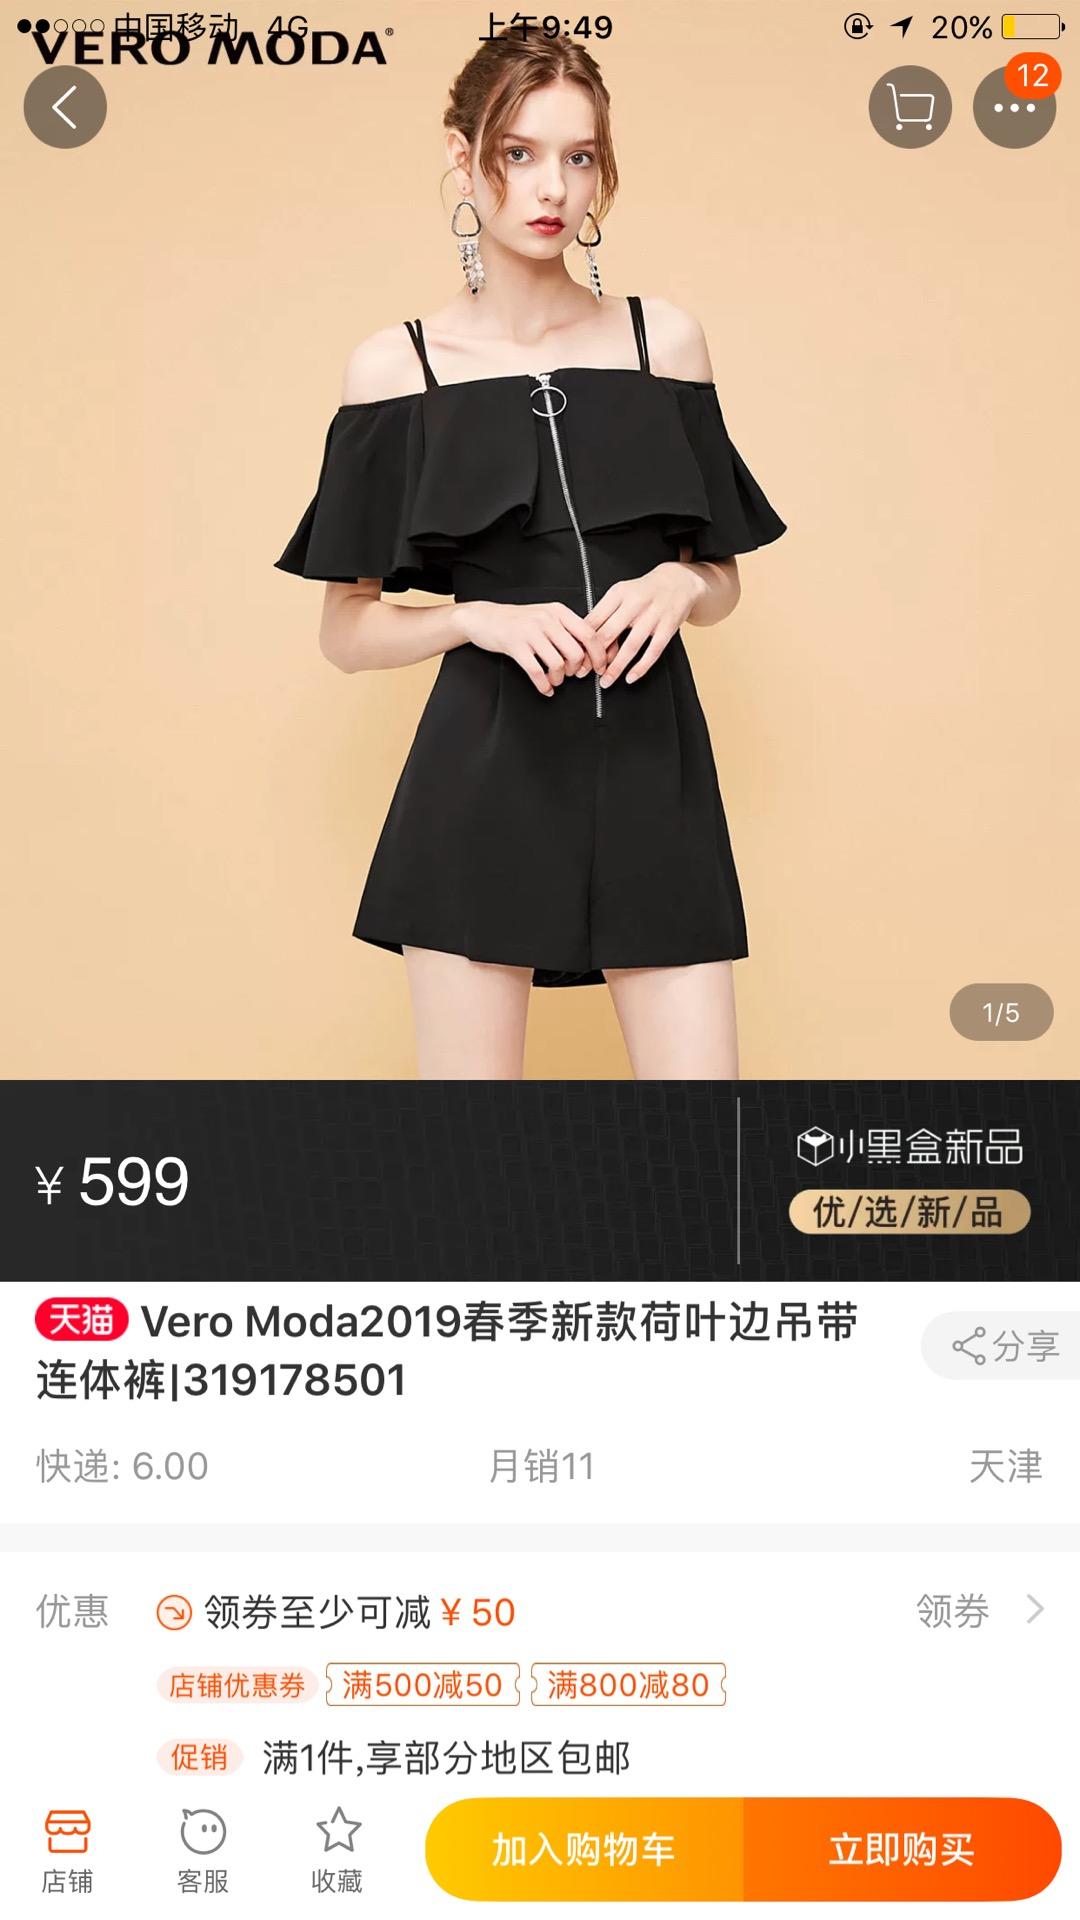 中国移动 4G 上午9:49 20%
VERO MODA®
12
1/5
¥ 599
小黑盒新品
优/选/新/品
天猫 Vero Moda2019春季新款荷叶边吊带
连体裤|319178501
分享
快递: 6.00 月销11 天津
优惠 领券至少可减 ¥ 50 领券
店铺优惠券 满500减50 满800减80
促销 满1件,享部分地区包邮
店铺 客服 收藏 加入购物车 立即购买